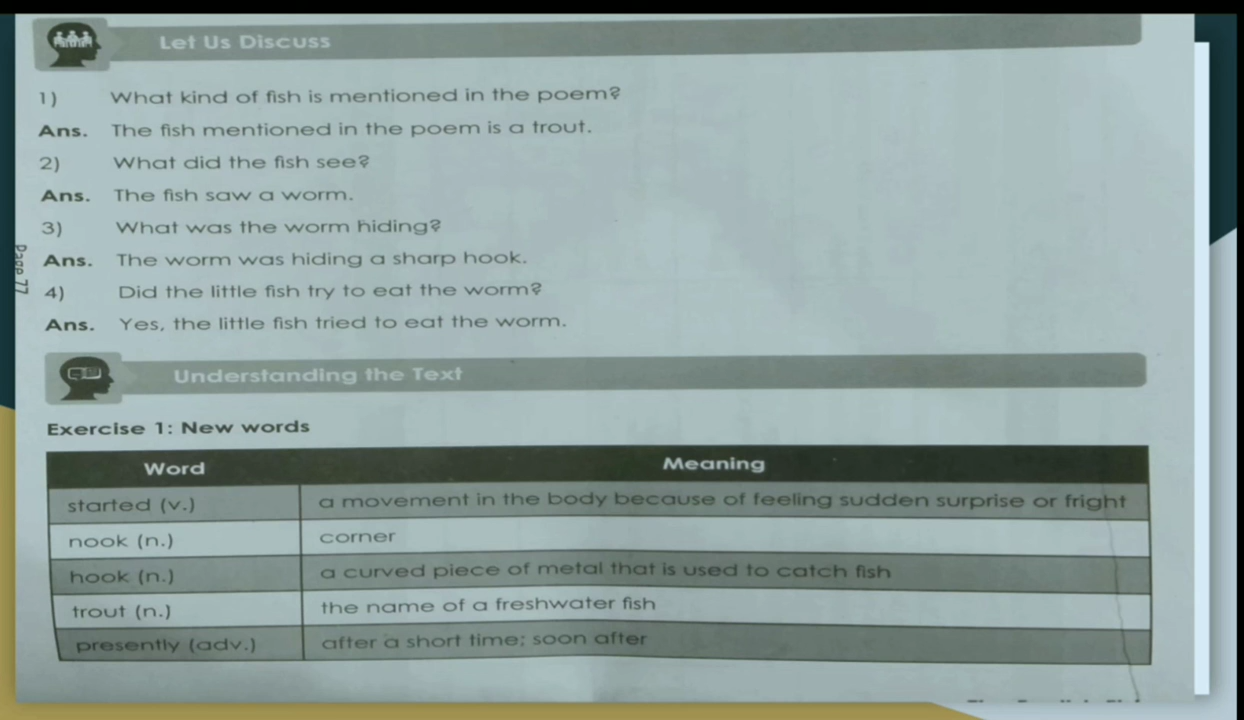 Let Us Discuss
1) What kind of fish is mentioned in the poem?
Ans. The fish mentioned in the poem is a trout.
2) What did the fish see?
Ans. The fish saw a worm.
3) What was the worm hiding?
Page 77
Ans. The worm was hiding a sharp hook.
4) Did the little fish try to eat the worm?
Ans. Yes, the little fish tried to eat the worm.
Understanding the Text
Exercise 1: New words
Word Meaning
started (v.) a movement in the body because of feeling sudden surprise or fright
nook (n.) corner
hook (n.) a curved piece of metal that is used to catch fish
trout (n.) the name of a freshwater fish
presently (adv.) after a short time; soon after